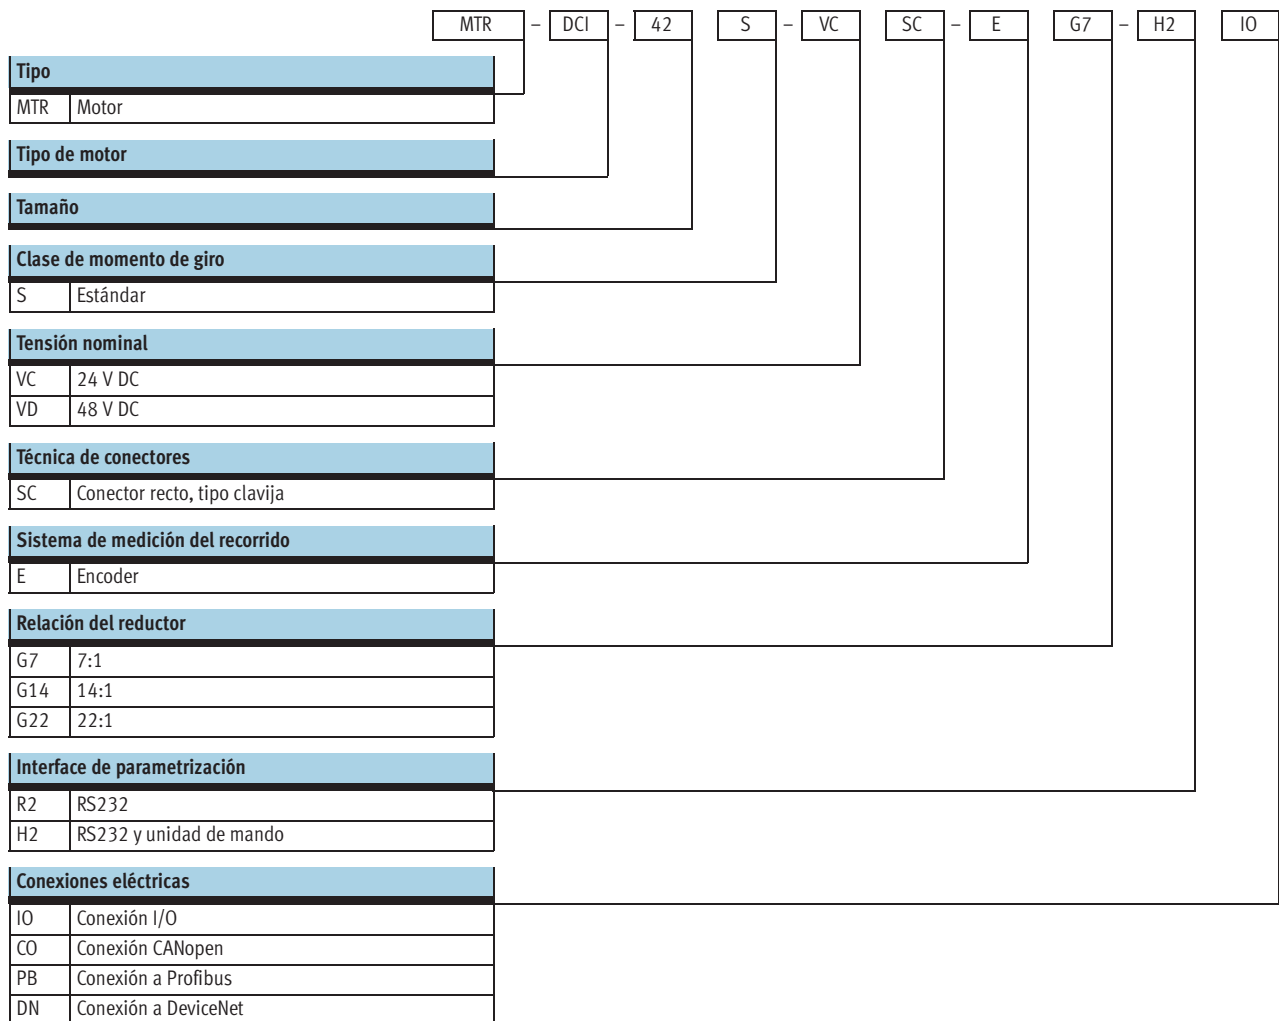 MTR – DCI – 42 S – VC SC – E G7 – H2 IO
Tipo
MTR Motor
Tipo de motor
Tamaño
Clase de momento de giro
S Estándar
Tensión nominal
VC 24 V DC
VD 48 V DC
Técnica de conectores
SC Conector recto, tipo clavija
Sistema de medición del recorrido
E Encoder
Relación del reductor
G7 7:1
G14 14:1
G22 22:1
Interface de parametrización
R2 RS232
H2 RS232 y unidad de mando
Conexiones eléctricas
IO Conexión I/O
CO Conexión CANopen
PB Conexión a Profibus
DN Conexión a DeviceNet